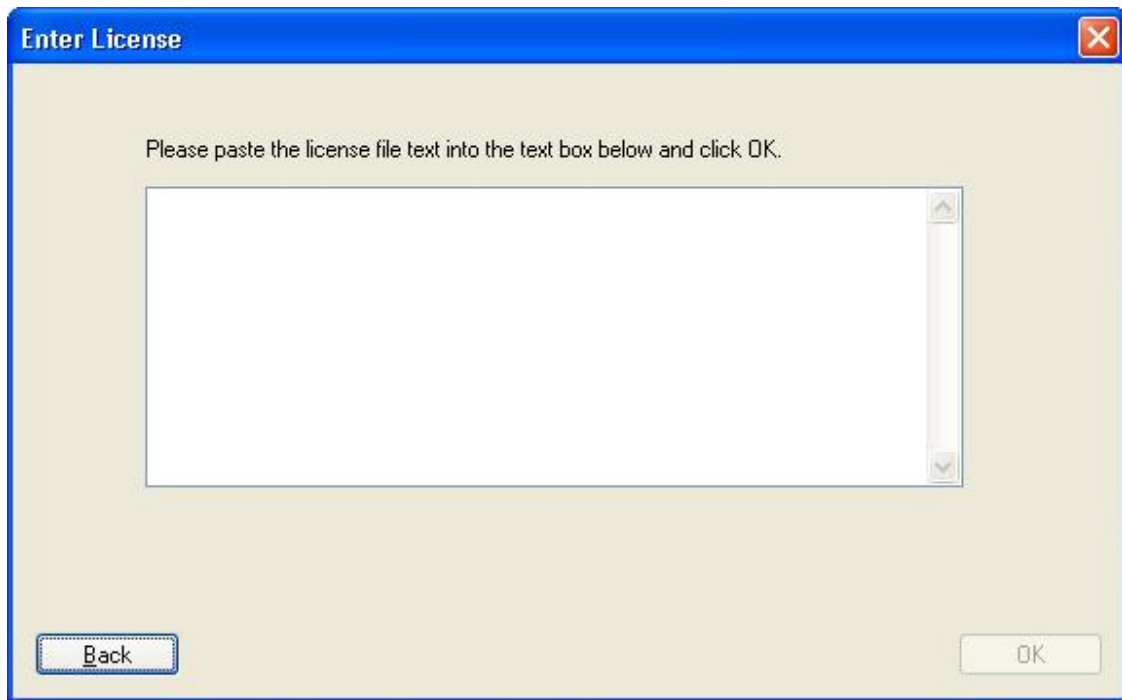 Enter License
Please paste the license file text into the text box below and click OK.
Back
OK